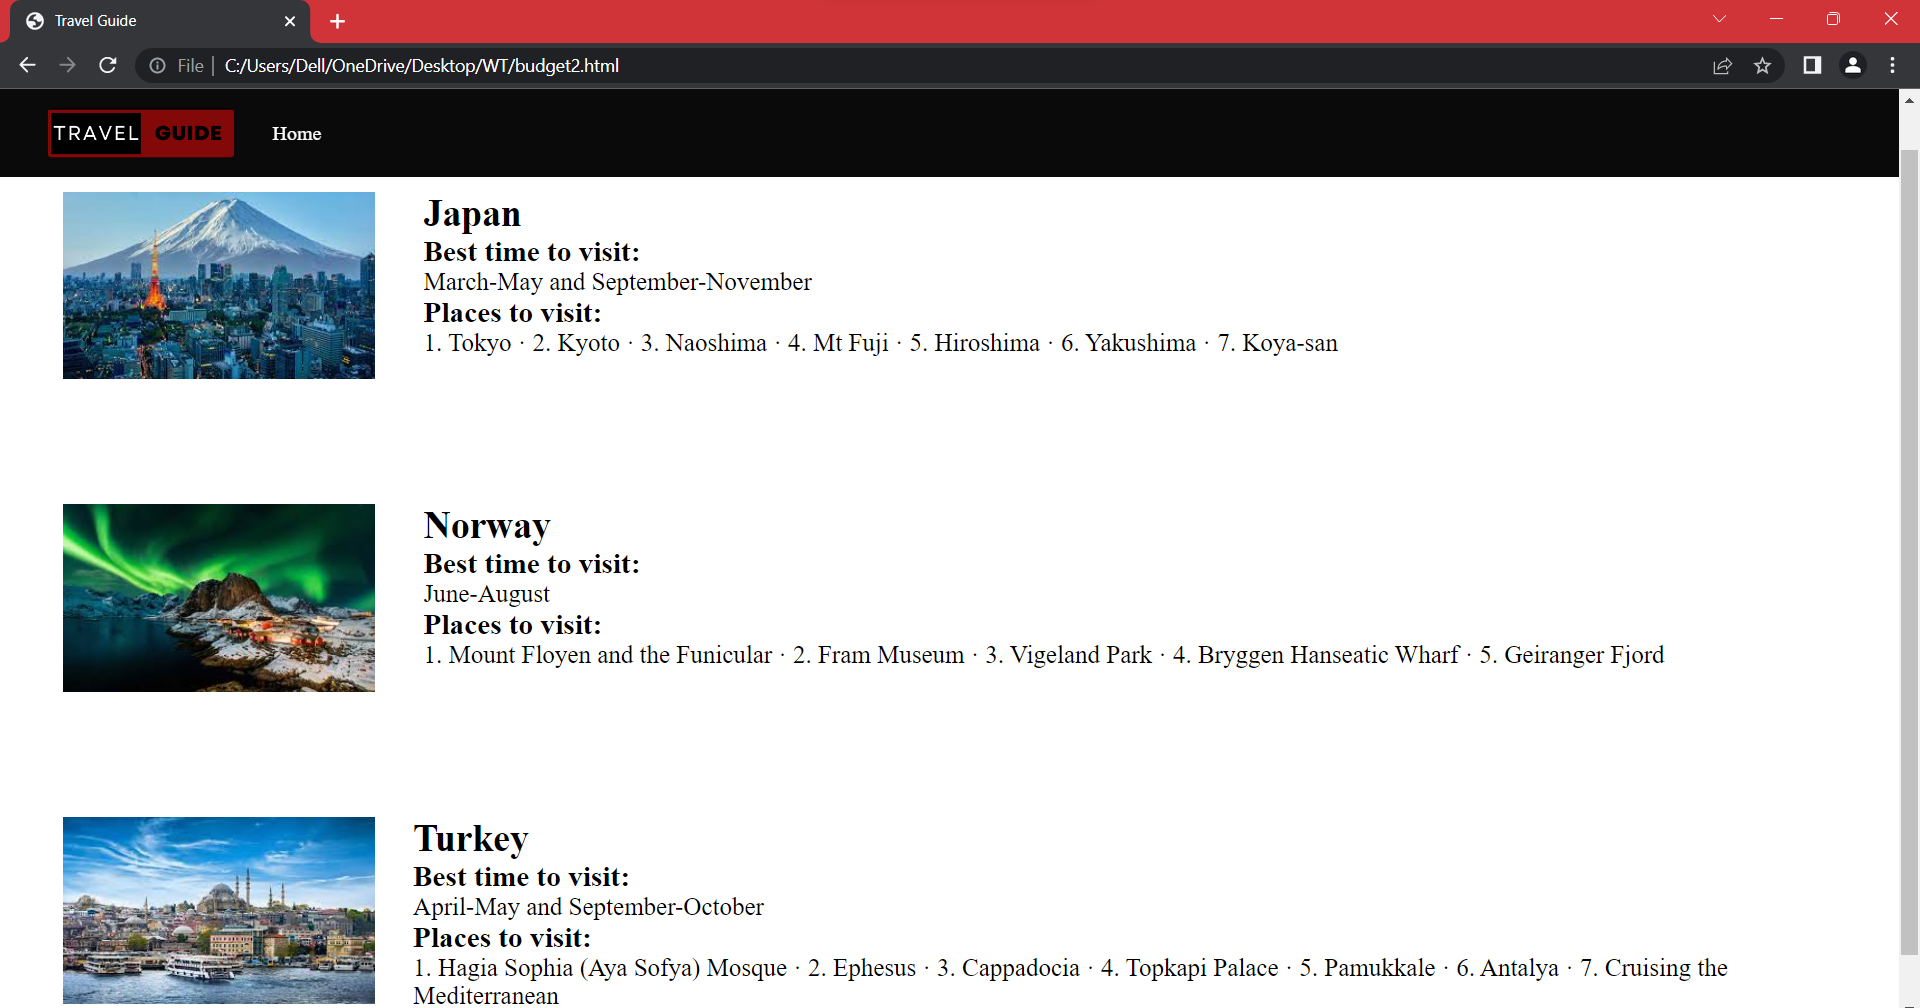 Travel Guide
File | C:/Users/Dell/OneDrive/Desktop/WT/budget2.html
TRAVEL GUIDE Home
Japan
Best time to visit:
March-May and September-November
Places to visit:
1. Tokyo · 2. Kyoto · 3. Naoshima · 4. Mt Fuji · 5. Hiroshima · 6. Yakushima · 7. Koya-san
Norway
Best time to visit:
June-August
Places to visit:
1. Mount Floyen and the Funicular · 2. Fram Museum · 3. Vigeland Park · 4. Bryggen Hanseatic Wharf · 5. Geiranger Fjord
Turkey
Best time to visit:
April-May and September-October
Places to visit:
1. Hagia Sophia (Aya Sofya) Mosque · 2. Ephesus · 3. Cappadocia · 4. Topkapi Palace · 5. Pamukkale · 6. Antalya · 7. Cruising the
Mediterranean